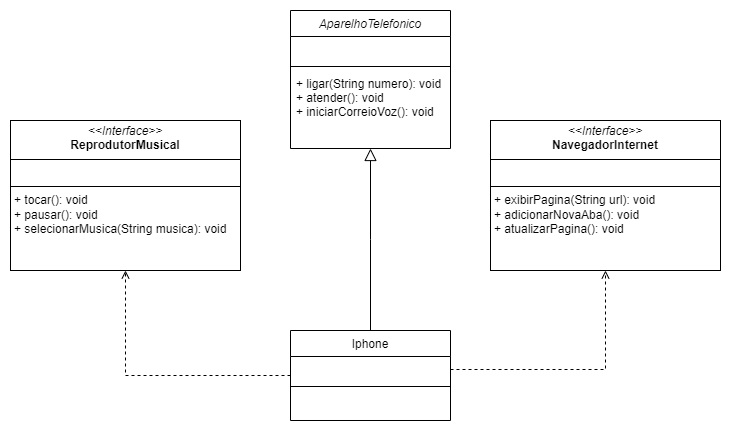 AparelhoTelefonico
+ ligar(String numero): void
+ atender(): void
+ iniciarCorreioVoz(): void
<<Interface>>
ReprodutorMusical
+ tocar(): void
+ pausar(): void
+ selecionarMusica(String musica): void
<<Interface>>
NavegadorInternet
+ exibirPagina(String url): void
+ adicionarNovaAba(): void
+ atualizarPagina(): void
Iphone